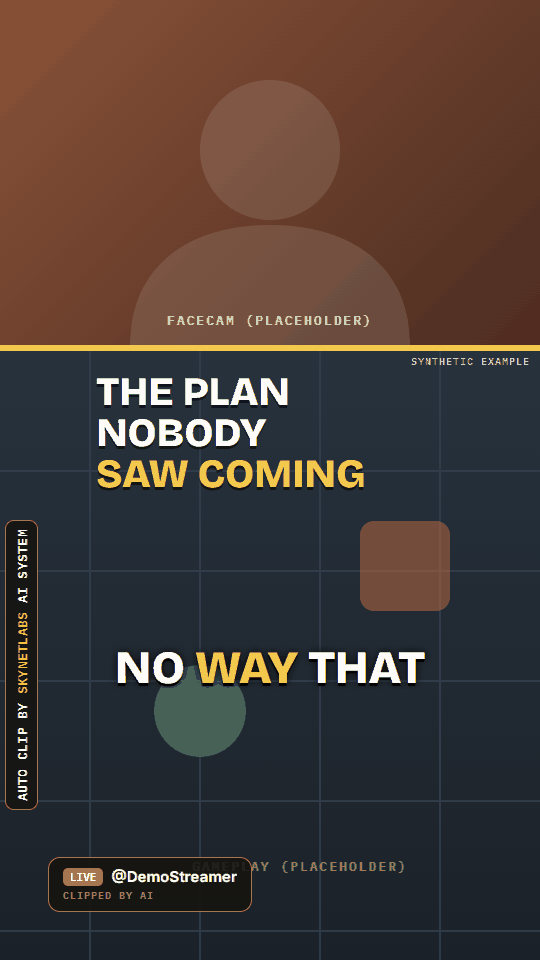 FACECAM (PLACEHOLDER)
SYNTHETIC EXAMPLE
THE PLAN
NOBODY
SAW COMING
AUTO CLIP BY SKYNETLABS AI SYSTEM
NO WAY THAT
GAMEPLAY (PLACEHOLDER)
LIVE @DemoStreamer
CLIPPED BY AI